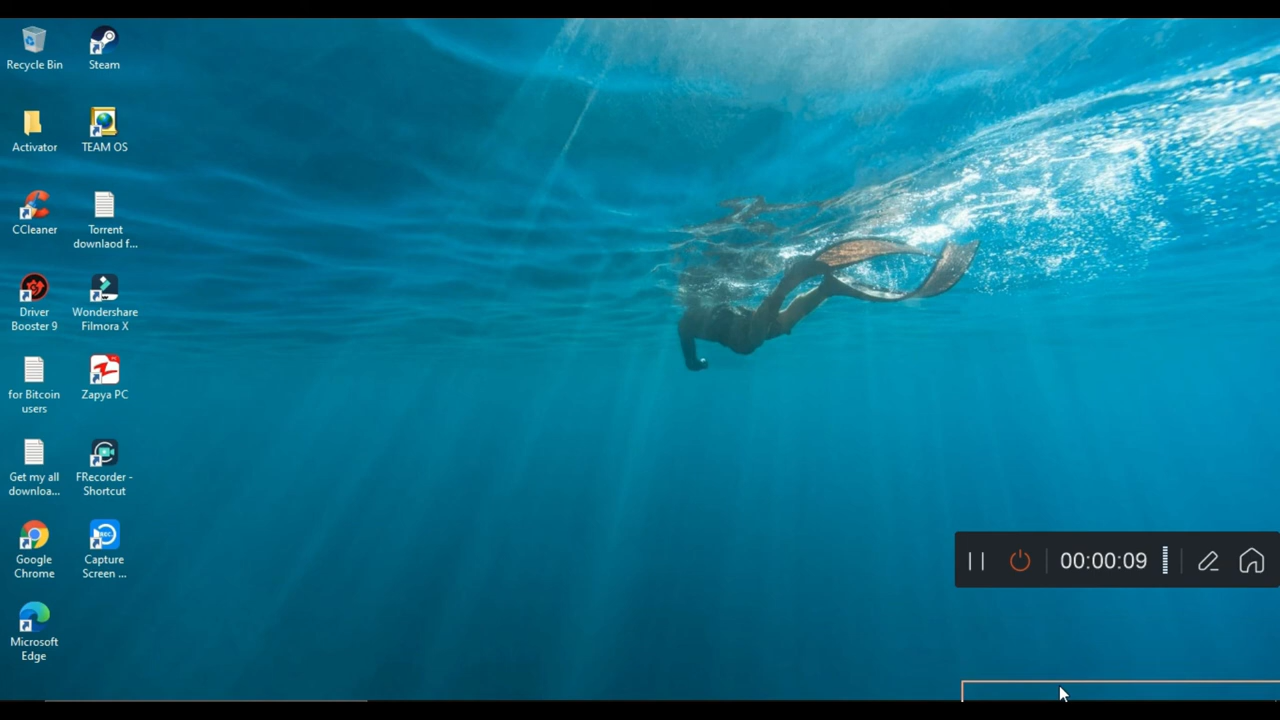 Recycle Bin
Steam
Activator
TEAM OS
CCleaner
Torrent
downlaod f...
Driver
Booster 9
Wondershare
Filmora X
for Bitcoin
users
Zapya PC
Get my all
downloa...
FRecorder -
Shortcut
Google
Chrome
Capture
Screen ...
Microsoft
Edge
00:00:09